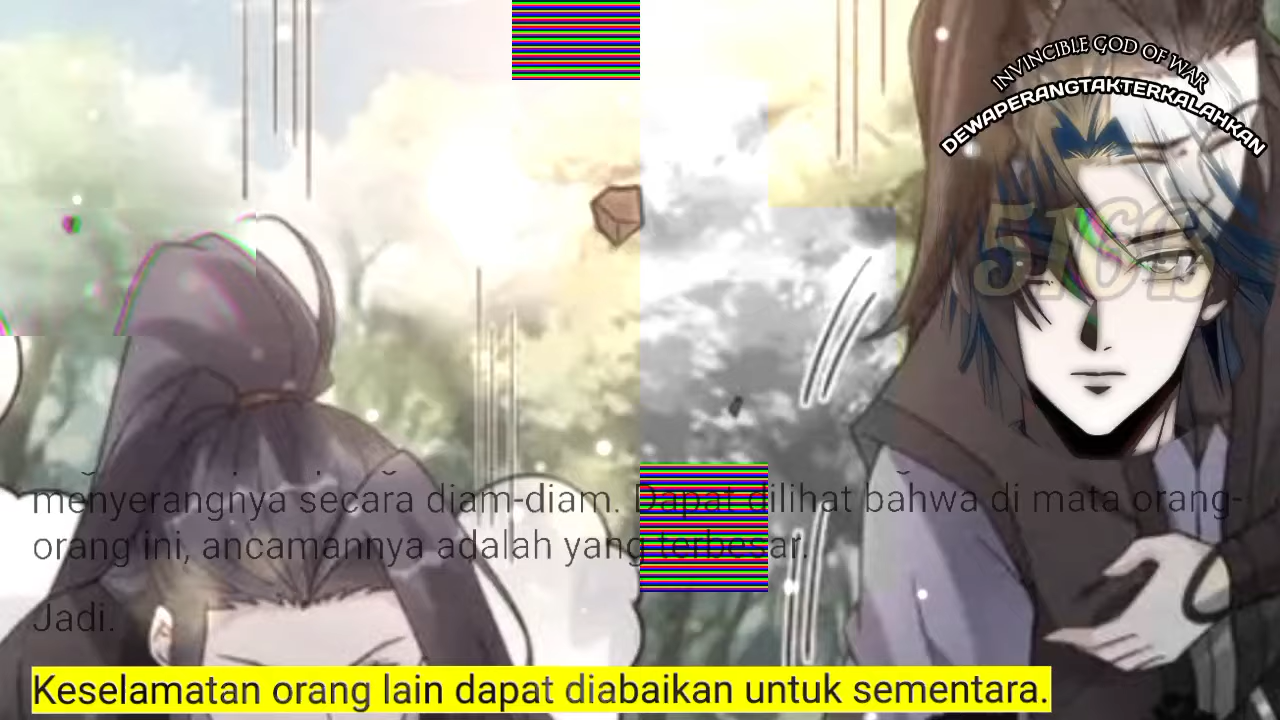 INVINCIBLE GOD OF WAR
DEWAPERANGTAKTERKALAHKAN
menyerangnya secara diam-diam. Dapat dilihat bahwa di mata orang-
orang ini, ancamannya adalah yang terbesar.
Jadi.
Keselamatan orang lain dapat diabaikan untuk sementara.